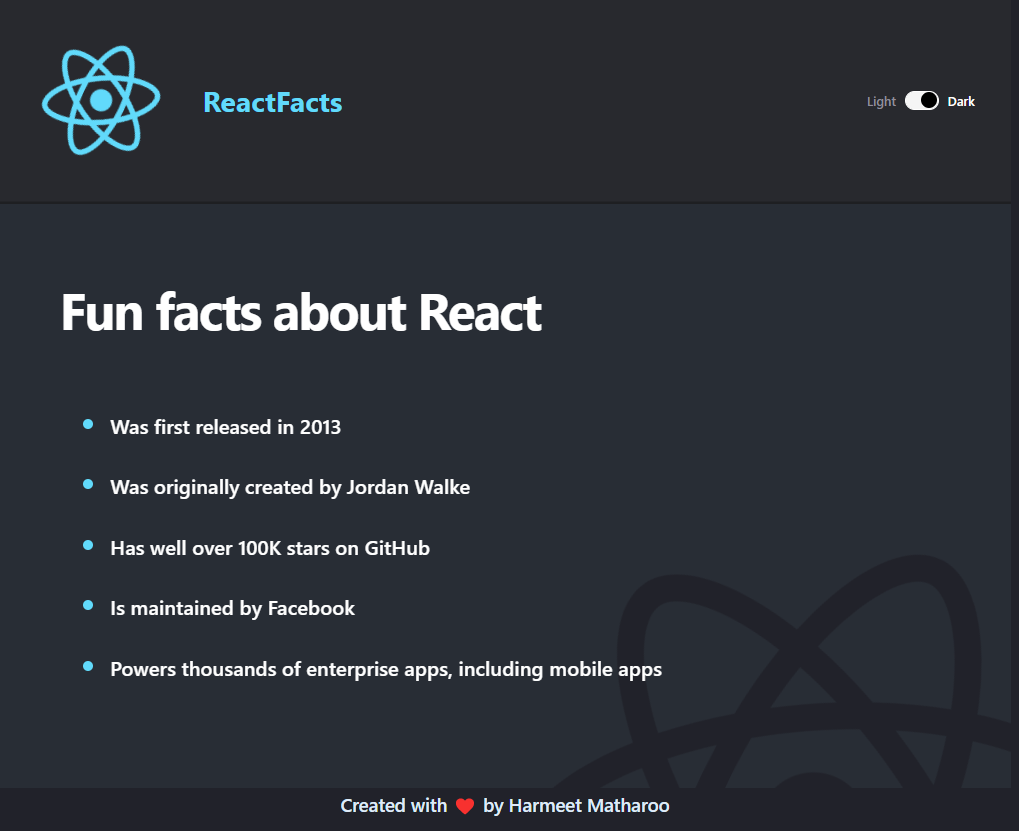 ReactFacts
Light Dark
Fun facts about React
Was first released in 2013
Was originally created by Jordan Walke
Has well over 100K stars on GitHub
Is maintained by Facebook
Powers thousands of enterprise apps, including mobile apps
Created with ❤️ by Harmeet Matharoo